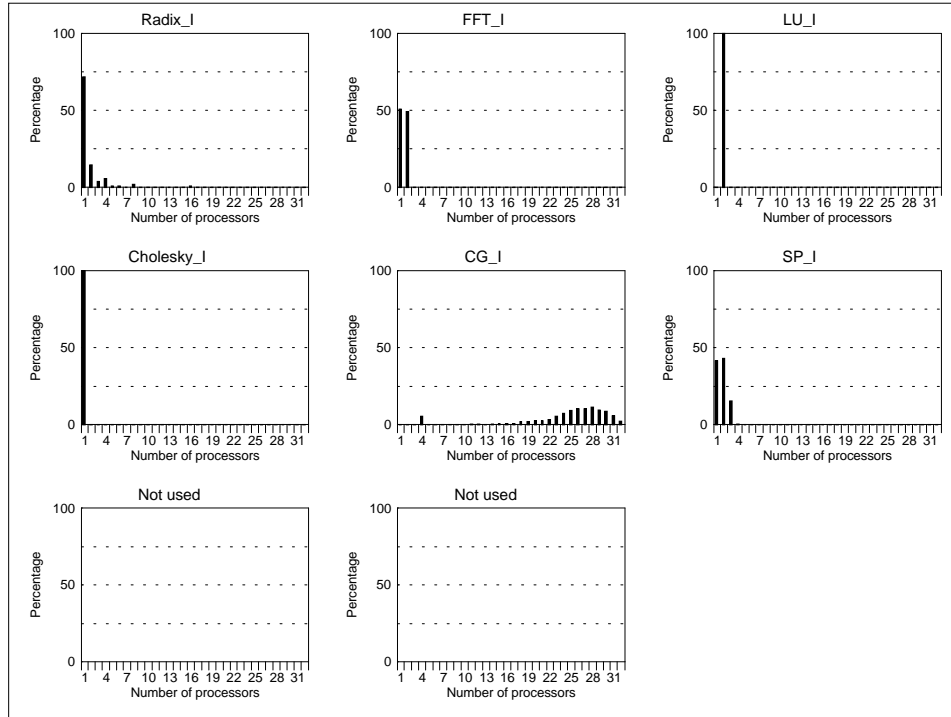 Radix_I
100
50
0
Percentage
1 4 7 10 13 16 19 22 25 28 31
Number of processors
FFT_I
100
50
0
Percentage
1 4 7 10 13 16 19 22 25 28 31
Number of processors
LU_I
100
50
0
Percentage
1 4 7 10 13 16 19 22 25 28 31
Number of processors
Cholesky_I
100
50
0
Percentage
1 4 7 10 13 16 19 22 25 28 31
Number of processors
CG_I
100
50
0
Percentage
1 4 7 10 13 16 19 22 25 28 31
Number of processors
SP_I
100
50
0
Percentage
1 4 7 10 13 16 19 22 25 28 31
Number of processors
Not used
100
50
0
Percentage
1 4 7 10 13 16 19 22 25 28 31
Number of processors
Not used
100
50
0
Percentage
1 4 7 10 13 16 19 22 25 28 31
Number of processors